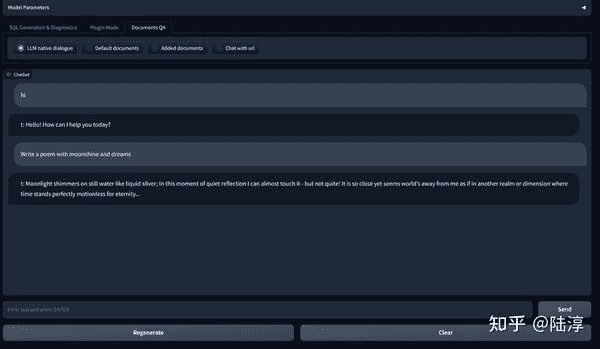 Model Parameters
SQL Generation & Diagnostics Plugin Mode Documents QA
LLM native dialogue Default documents Added documents Chat with url
Chatbot
hi
t: Hello! How can I help you today?
Write a poem with moonshine and dreams
t: Moonlight shimmers on still water like liquid silver; In this moment of quiet reflection I can almost touch it - but not quite! It is so close yet seems world's away from me as if in another realm or dimension where
time stands perfectly motionless for eternity...
Enter text and press ENTER
Send
Regenerate Clear
知乎 @陆淳